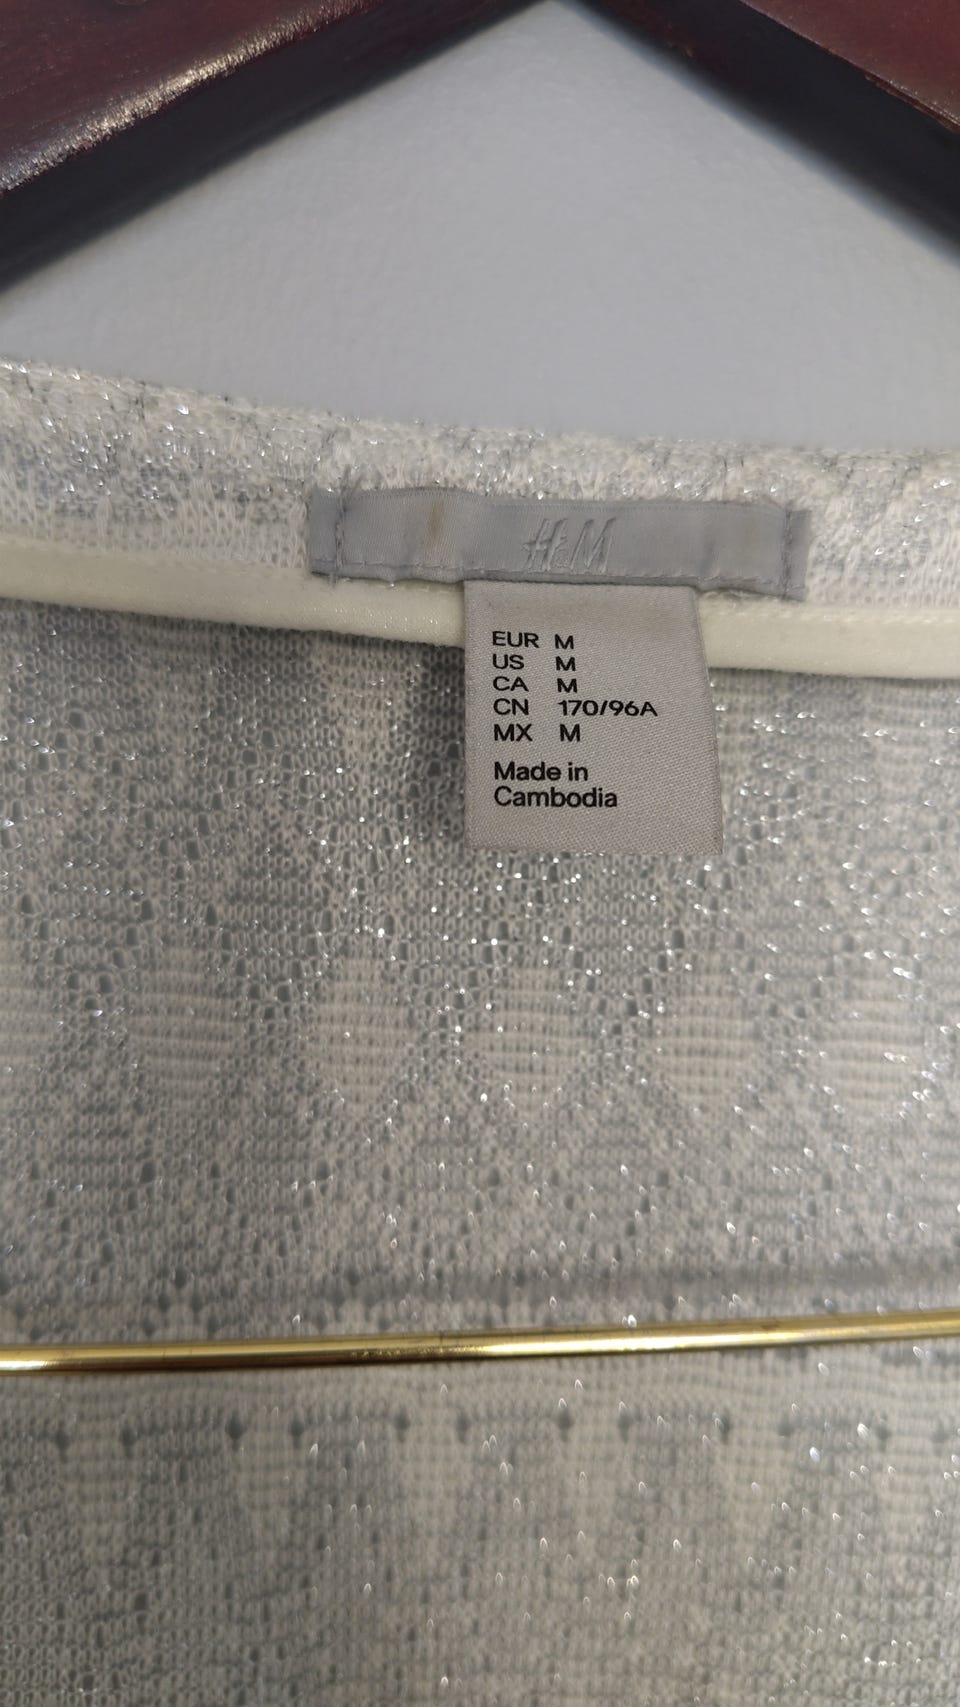 H&M
EUR M
US M
CA M
CN 170/96A
MX M
Made in
Cambodia